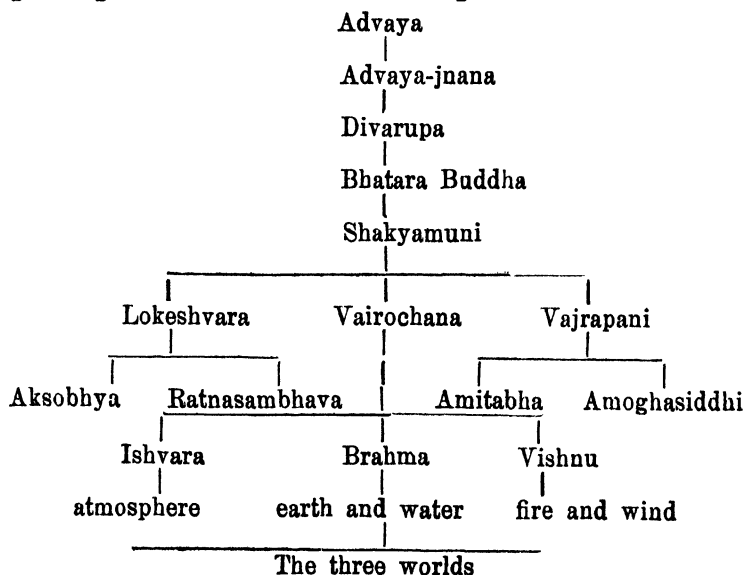 Advaya
Advaya-jnana
Divarupa
Bhatara Buddha
Shakyamuni
Lokeshvara Vairochana Vajrapani
Aksobhya Ratnasambhava Amitabha Amoghasiddhi
Ishvara Brahma Vishnu
atmosphere earth and water fire and wind
The three worlds